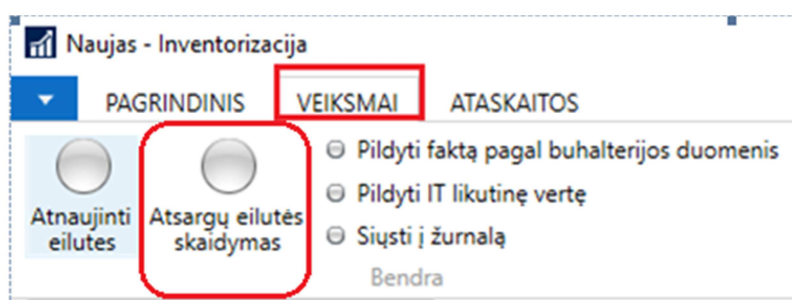 Naujas - Inventorizacija
PAGRINDINIS VEIKSMAI ATASKAITOS
Atnaujinti eilutes
Atsargų eilutės skaidymas
Pildyti faktą pagal buhalterijos duomenis
Pildyti IT likutinę vertę
Siųsti į žurnalą
Bendra